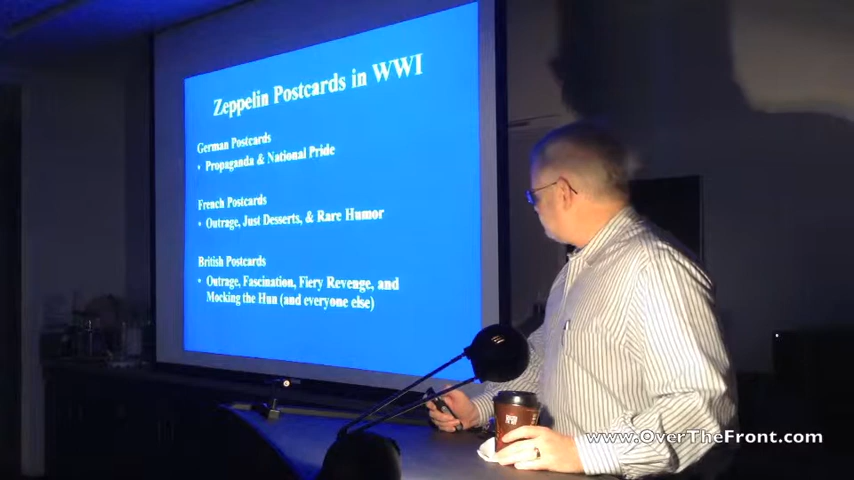 Zeppelin Postcards in WWI
German Postcards
• Propaganda & National Pride
French Postcards
• Outrage, Just Desserts, & Rare Humor
British Postcards
• Outrage, Fascination, Fiery Revenge, and
Mocking the Hun (and everyone else)
www.OverTheFront.com